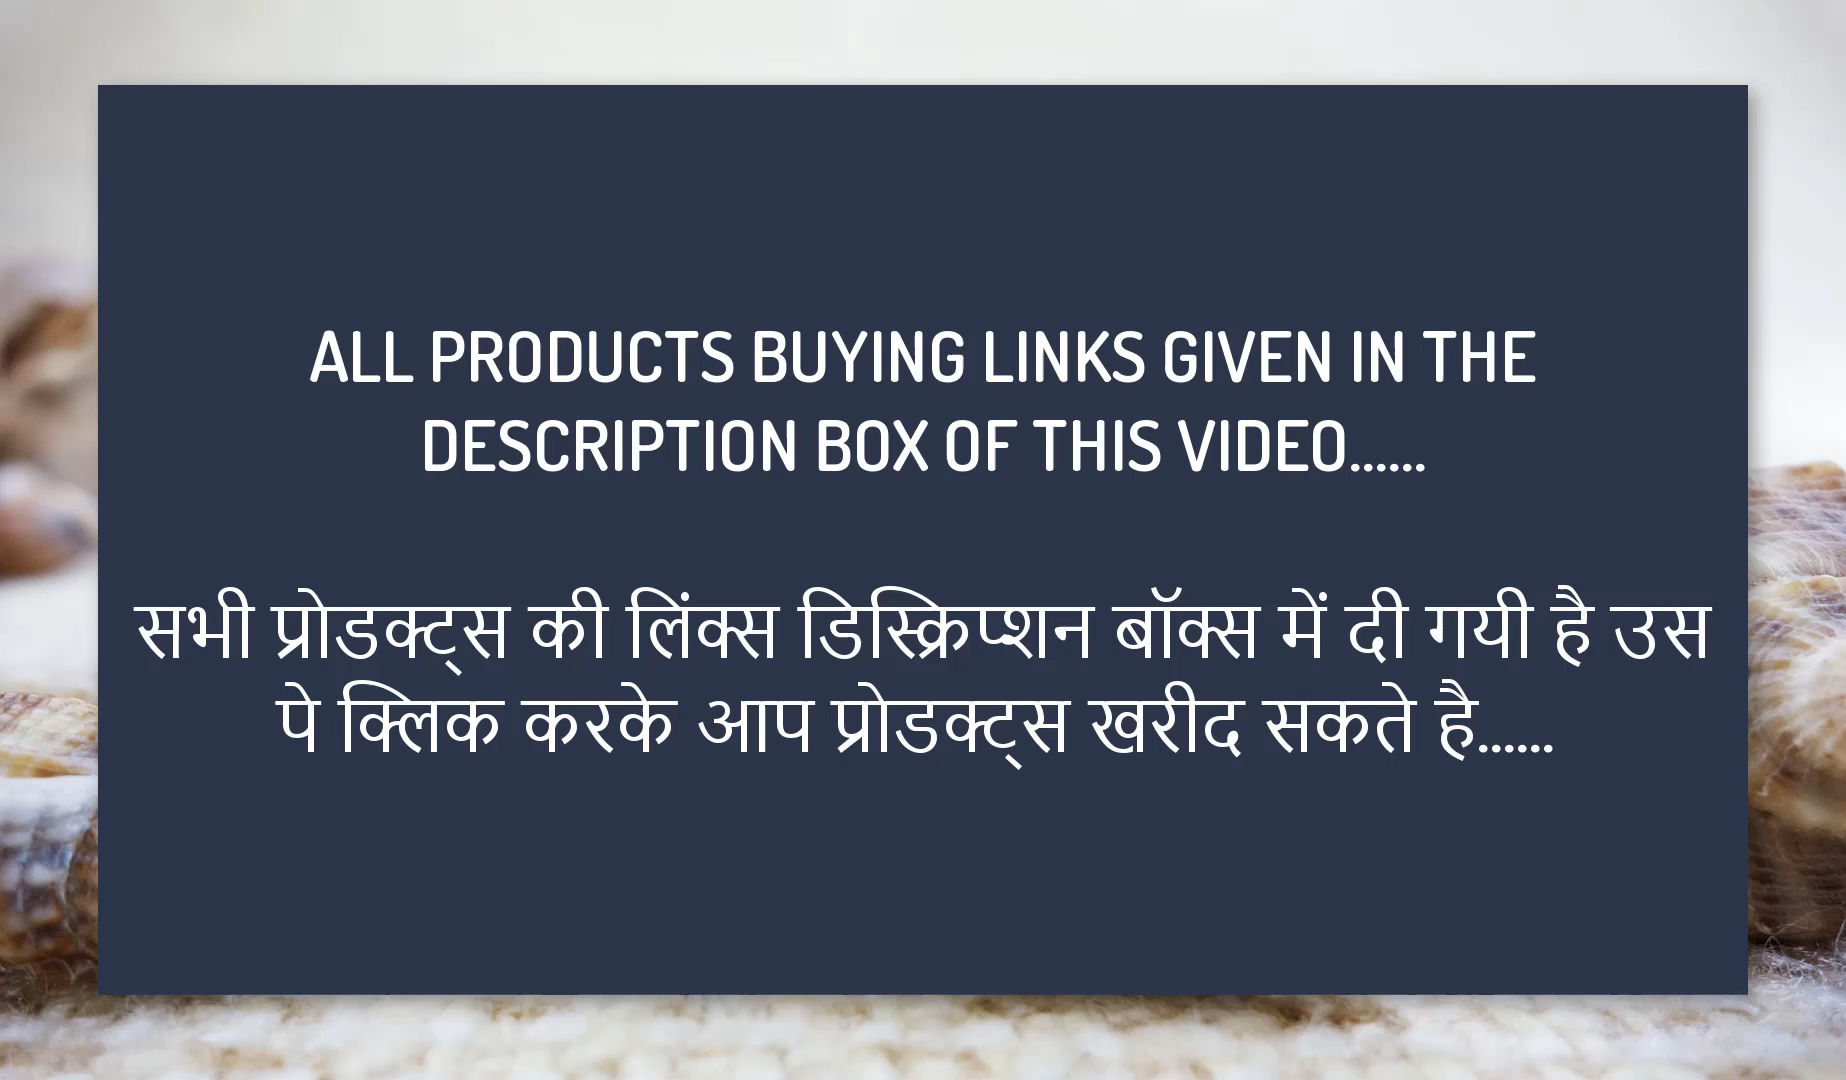 ALL PRODUCTS BUYING LINKS GIVEN IN THE
DESCRIPTION BOX OF THIS VIDEO......
सभी प्रोडक्ट्स की लिंक्स डिस्क्रिप्शन बॉक्स में दी गयी है उस
पे क्लिक करके आप प्रोडक्ट्स खरीद सकते है......